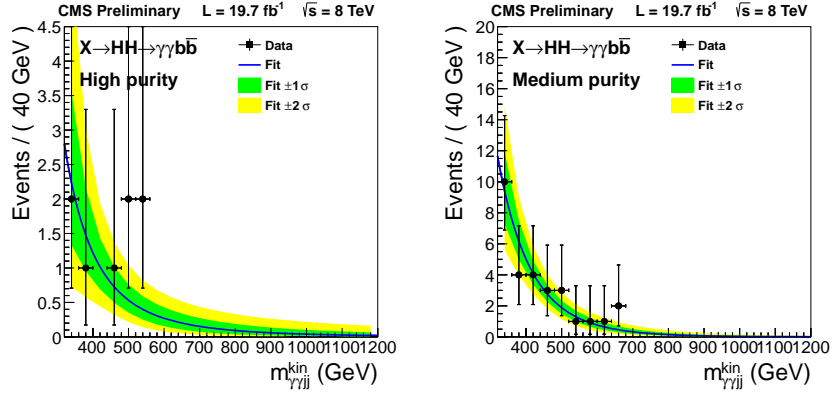 CMS Preliminary L = 19.7 fb⁻¹ √s = 8 TeV
X→HH→γγbb̅
High purity
Data
Fit
Fit ±1 σ
Fit ±2 σ
Events / ( 40 GeV )
4.5
4
3.5
3
2.5
2
1.5
1
0.5
0
400 500 600 700 800 900 1000 1100 1200
m^kin_γγjj (GeV)
CMS Preliminary L = 19.7 fb⁻¹ √s = 8 TeV
X→HH→γγbb̅
Medium purity
Data
Fit
Fit ±1 σ
Fit ±2 σ
Events / ( 40 GeV )
20
18
16
14
12
10
8
6
4
2
0
400 500 600 700 800 900 1000 1100 1200
m^kin_γγjj (GeV)